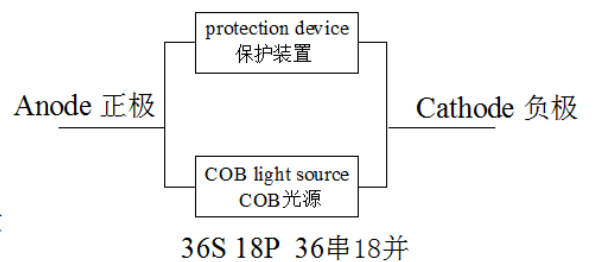 protection device
保护装置
Anode 正极
Cathode 负极
COB light source
COB光源
36S 18P 36串18并